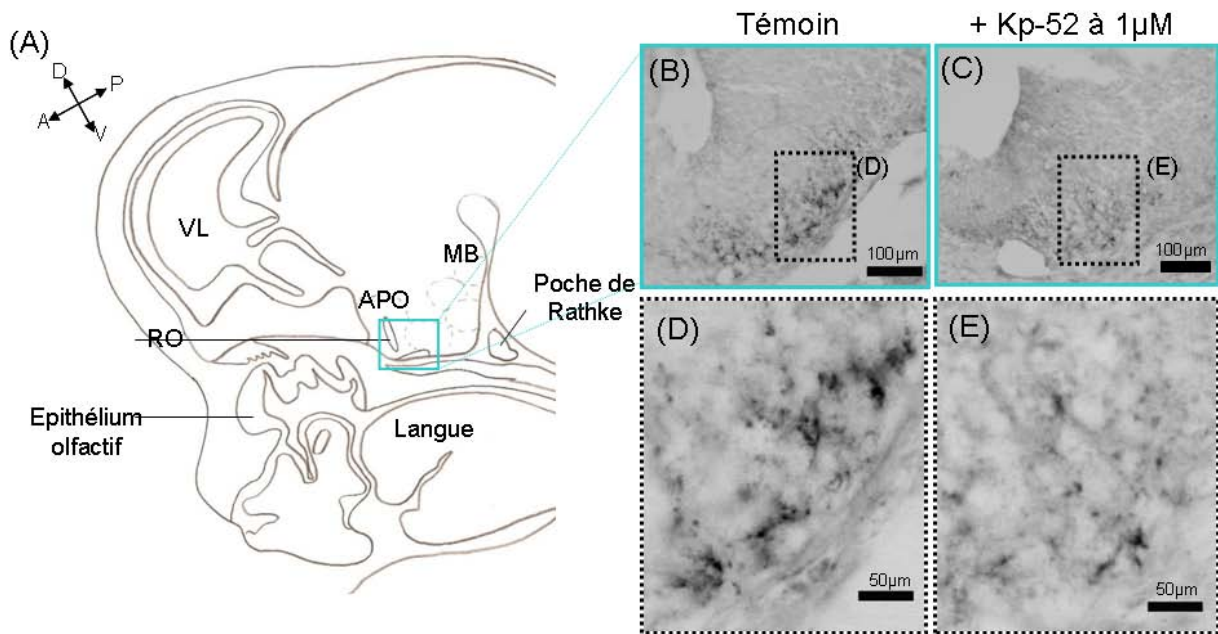 Témoin
+ Kp-52 à 1µM
(A)
D
P
A
V
VL
MB
APO
RO
Poche de
Rathke
Epithélium
olfactif
Langue
(B)
(D)
100µm
(C)
(E)
100µm
(D)
50µm
(E)
50µm